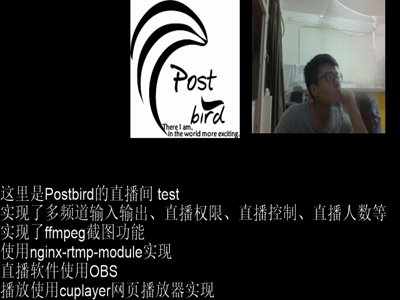 Post
bird
There I am,
in the world more exciting.
这里是Postbird的直播间 test
实现了多频道输入输出、直播权限、直播控制、直播人数等
实现了ffmpeg截图功能
使用nginx-rtmp-module实现
直播软件使用OBS
播放使用cuplayer网页播放器实现